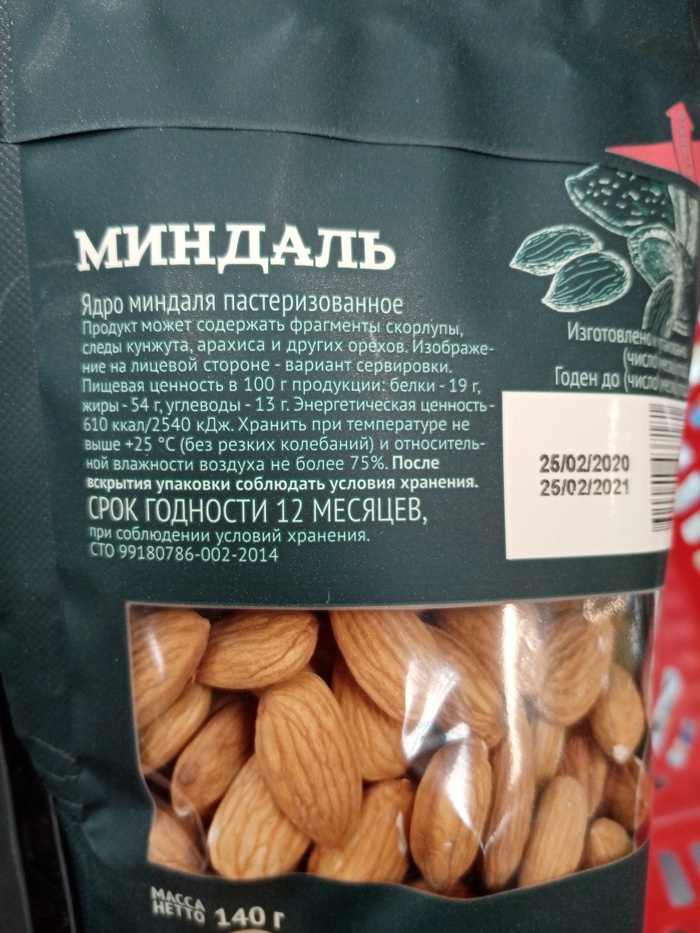 МИНДАЛЬ
Ядро миндаля пастеризованное
Продукт может содержать фрагменты скорлупы,
следы кунжута, арахиса и других орехов. Изображе-
ние на лицевой стороне - вариант сервировки.
Пищевая ценность в 100 г продукции: белки - 19 г,
жиры - 54 г, углеводы - 13 г. Энергетическая ценность -
610 ккал/2540 кДж. Хранить при температуре не
выше +25 °С (без резких колебаний) и относитель-
ной влажности воздуха не более 75%. После
вскрытия упаковки соблюдать условия хранения.
СРОК ГОДНОСТИ 12 МЕСЯЦЕВ,
при соблюдении условий хранения.
СТО 99180786-002-2014
Изготовлено
(число
Годен до (число
25/02/2020
25/02/2021
МАССА
НЕТТО 140 г